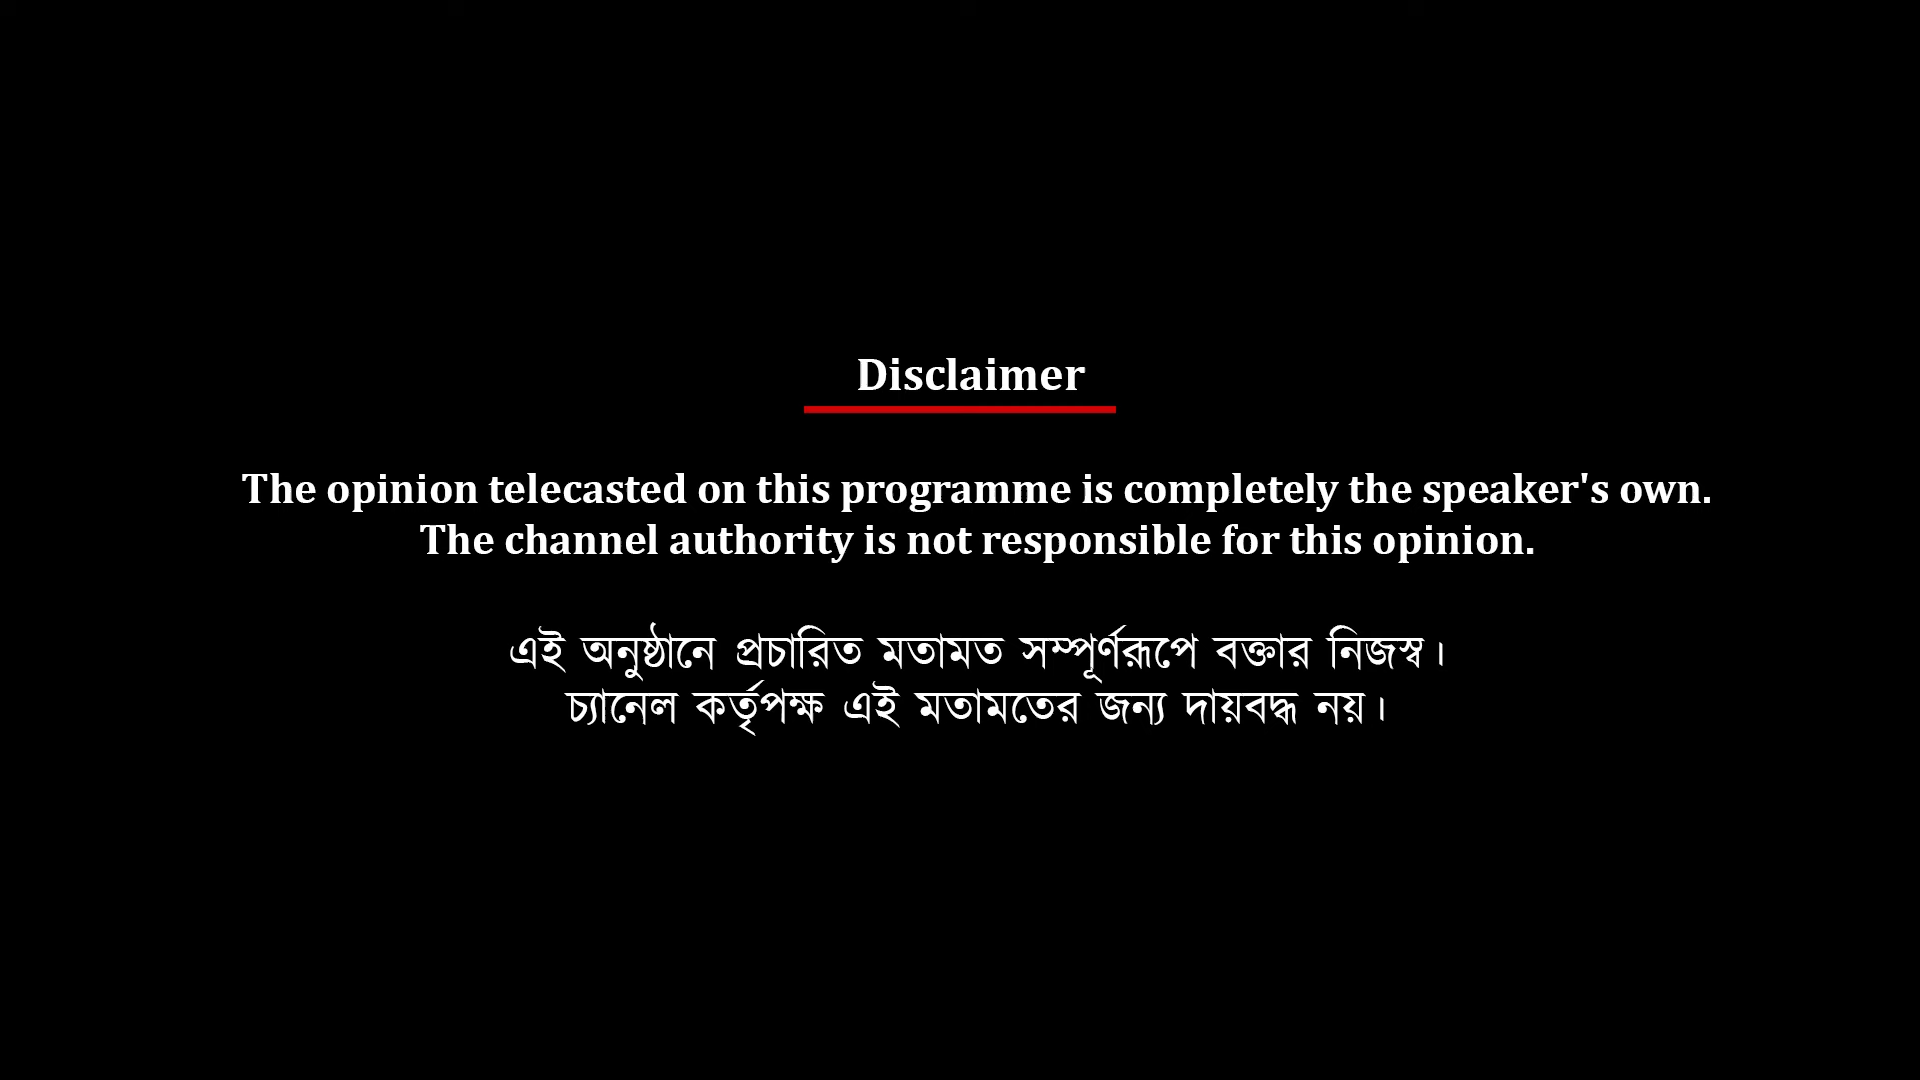 Disclaimer
The opinion telecasted on this programme is completely the speaker's own.
The channel authority is not responsible for this opinion.
এই অনুষ্ঠানে প্রচারিত মতামত সম্পূর্ণরূপে বক্তার নিজস্ব।
চ্যানেল কর্তৃপক্ষ এই মতামতের জন্য দায়বদ্ধ নয়।